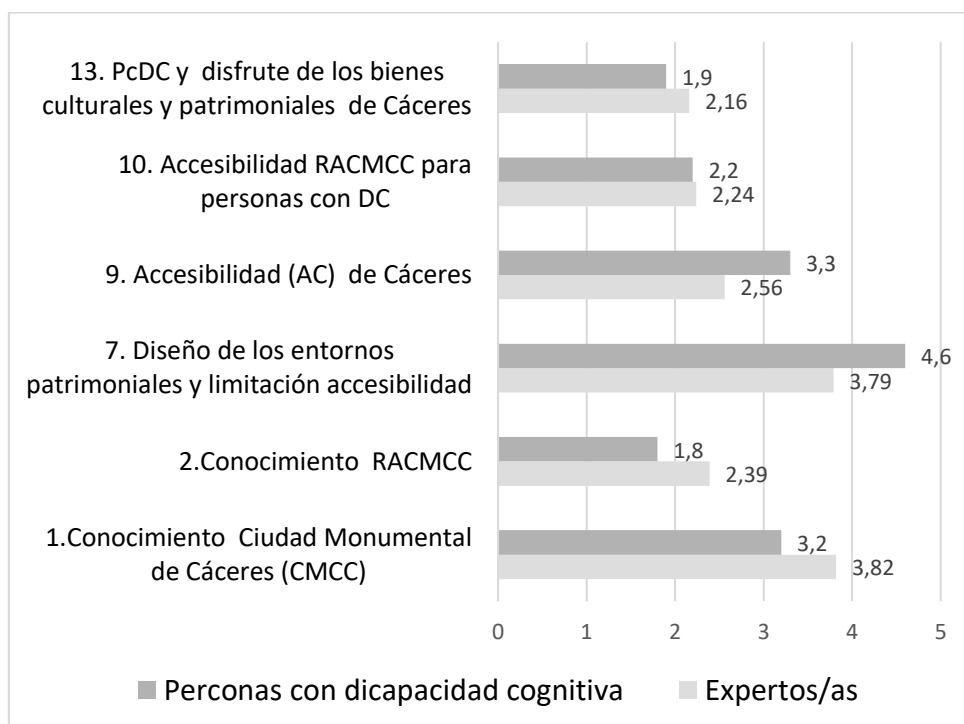 13. PcDC y disfrute de los bienes
culturales y patrimoniales de Cáceres
1,9
2,16
10. Accesibilidad RACMCC para
personas con DC
2,2
2,24
9. Accesibilidad (AC) de Cáceres
3,3
2,56
7. Diseño de los entornos
patrimoniales y limitación accesibilidad
4,6
3,79
2.Conocimiento RACMCC
1,8
2,39
1.Conocimiento Ciudad Monumental
de Cáceres (CMCC)
3,2
3,82
0 1 2 3 4 5
Perconas con dicapacidad cognitiva Expertos/as